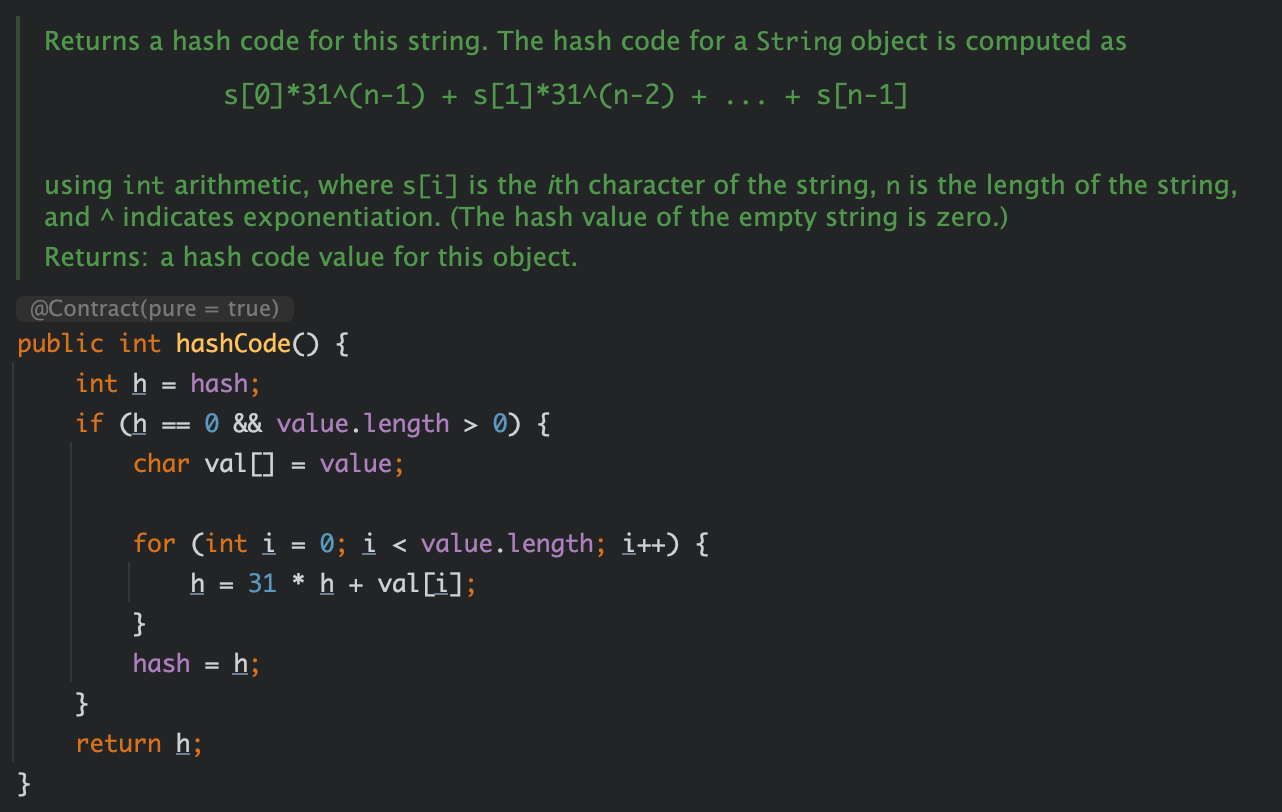 Returns a hash code for this string. The hash code for a String object is computed as
s[0]*31^(n-1) + s[1]*31^(n-2) + ... + s[n-1]
using int arithmetic, where s[i] is the ith character of the string, n is the length of the string,
and ^ indicates exponentiation. (The hash value of the empty string is zero.)
Returns: a hash code value for this object.
@Contract(pure = true)
public int hashCode() {
    int h = hash;
    if (h == 0 && value.length > 0) {
        char val[] = value;
        for (int i = 0; i < value.length; i++) {
            h = 31 * h + val[i];
        }
        hash = h;
    }
    return h;
}